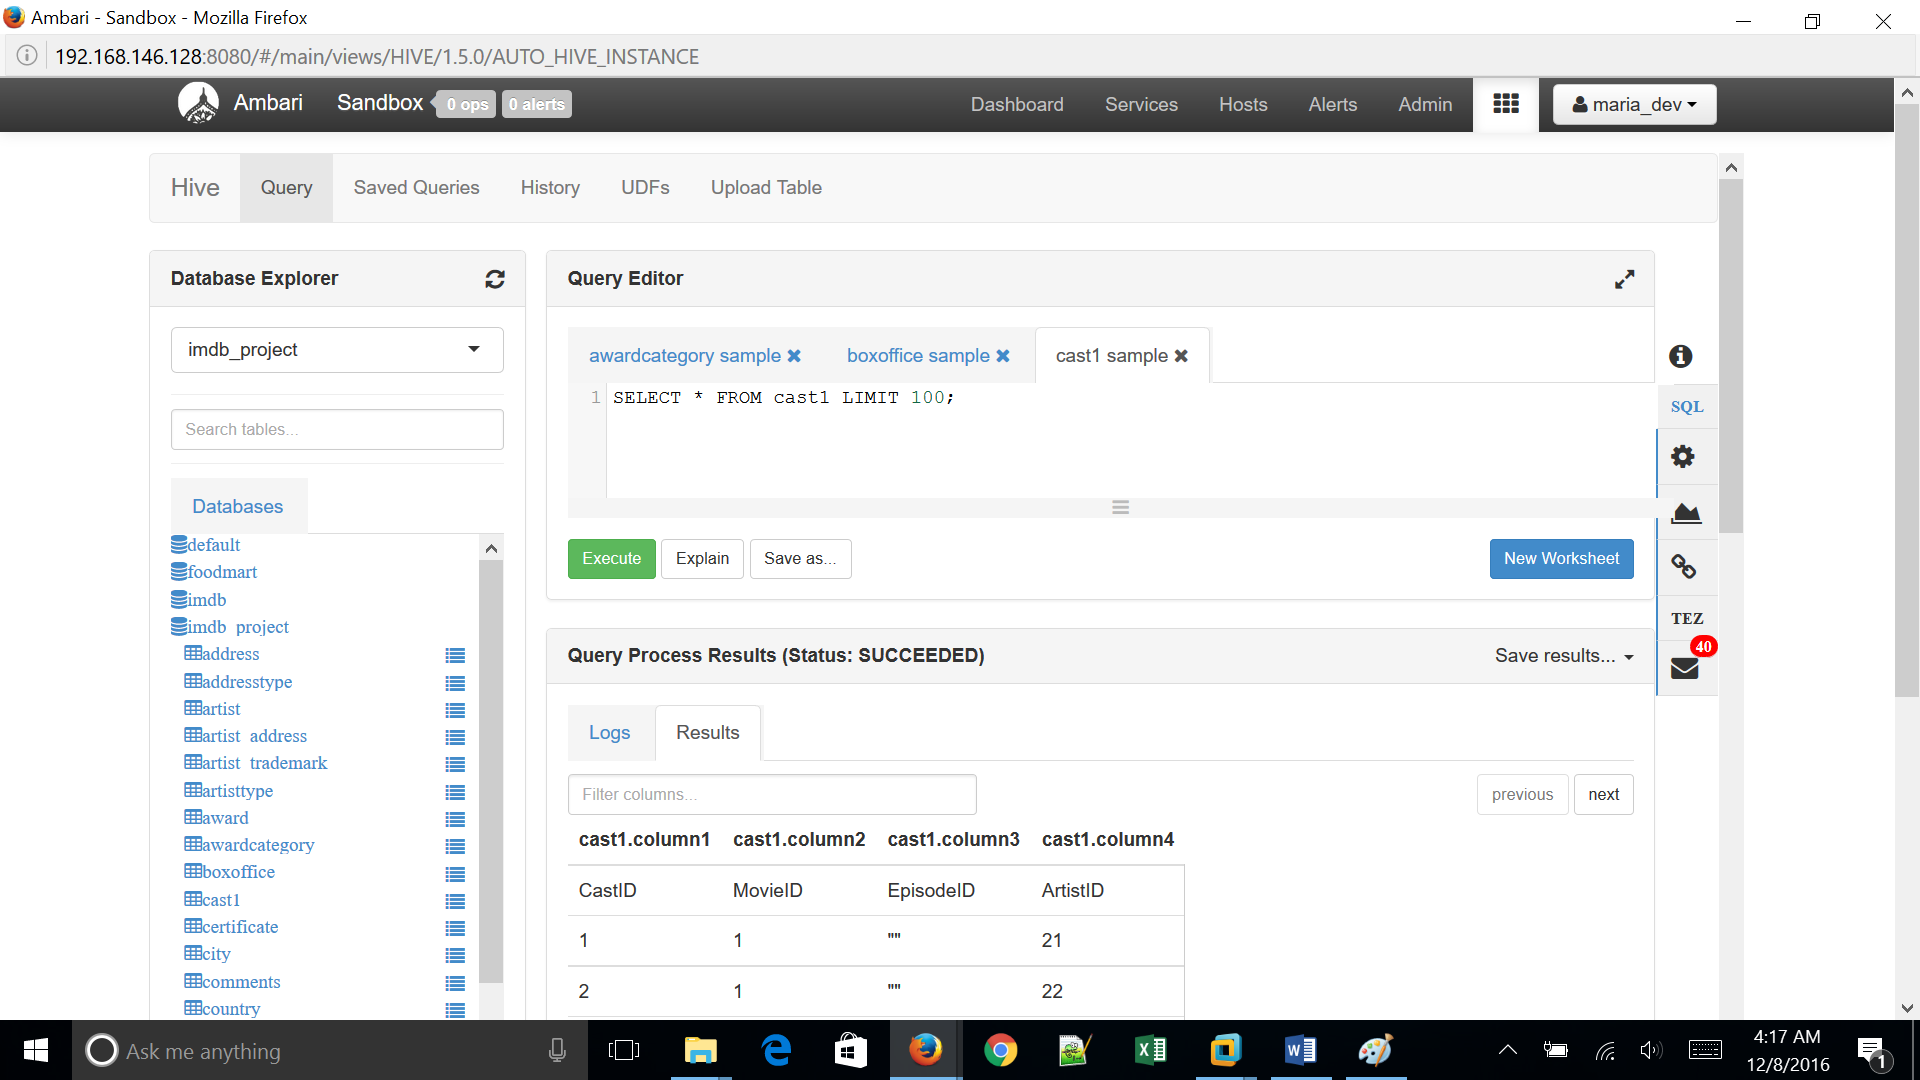 Ambari - Sandbox - Mozilla Firefox
192.168.146.128:8080/#/main/views/HIVE/1.5.0/AUTO_HIVE_INSTANCE
Ambari Sandbox 0 ops 0 alerts Dashboard Services Hosts Alerts Admin maria_dev
Hive Query Saved Queries History UDFs Upload Table
Database Explorer
imdb_project
Search tables...
Databases
default
foodmart
imdb
imdb_project
address
addresstype
artist
artist_address
artist_trademark
artisttype
award
awardcategory
boxoffice
cast1
certificate
city
comments
country
Query Editor
awardcategory sample boxoffice sample cast1 sample
1 SELECT * FROM cast1 LIMIT 100;
Execute Explain Save as... New Worksheet
SQL
TEZ
40
Query Process Results (Status: SUCCEEDED) Save results...
Logs Results
Filter columns... previous next
cast1.column1 cast1.column2 cast1.column3 cast1.column4
CastID MovieID EpisodeID ArtistID
1 1 "" 21
2 1 "" 22
Ask me anything
4:17 AM
12/8/2016
1